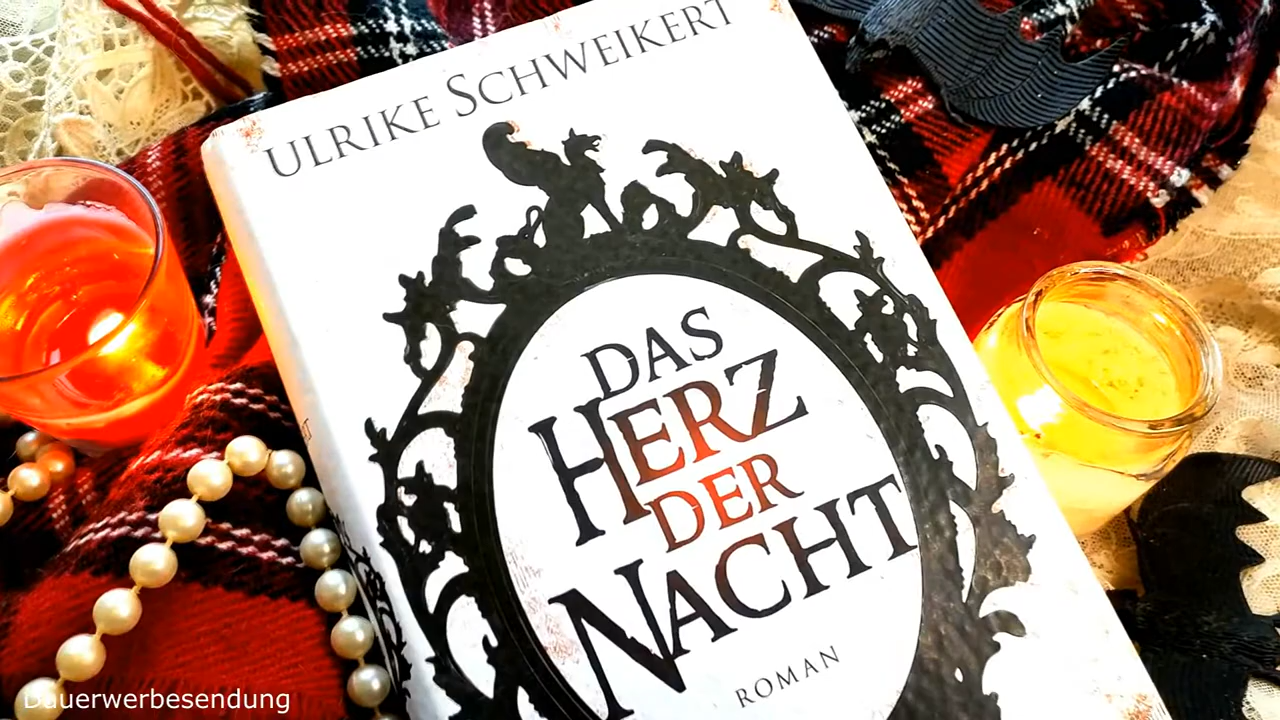 ULRIKE SCHWEIKERT
DAS
HERZ
DER
NACHT
ROMAN
Dauerwerbesendung